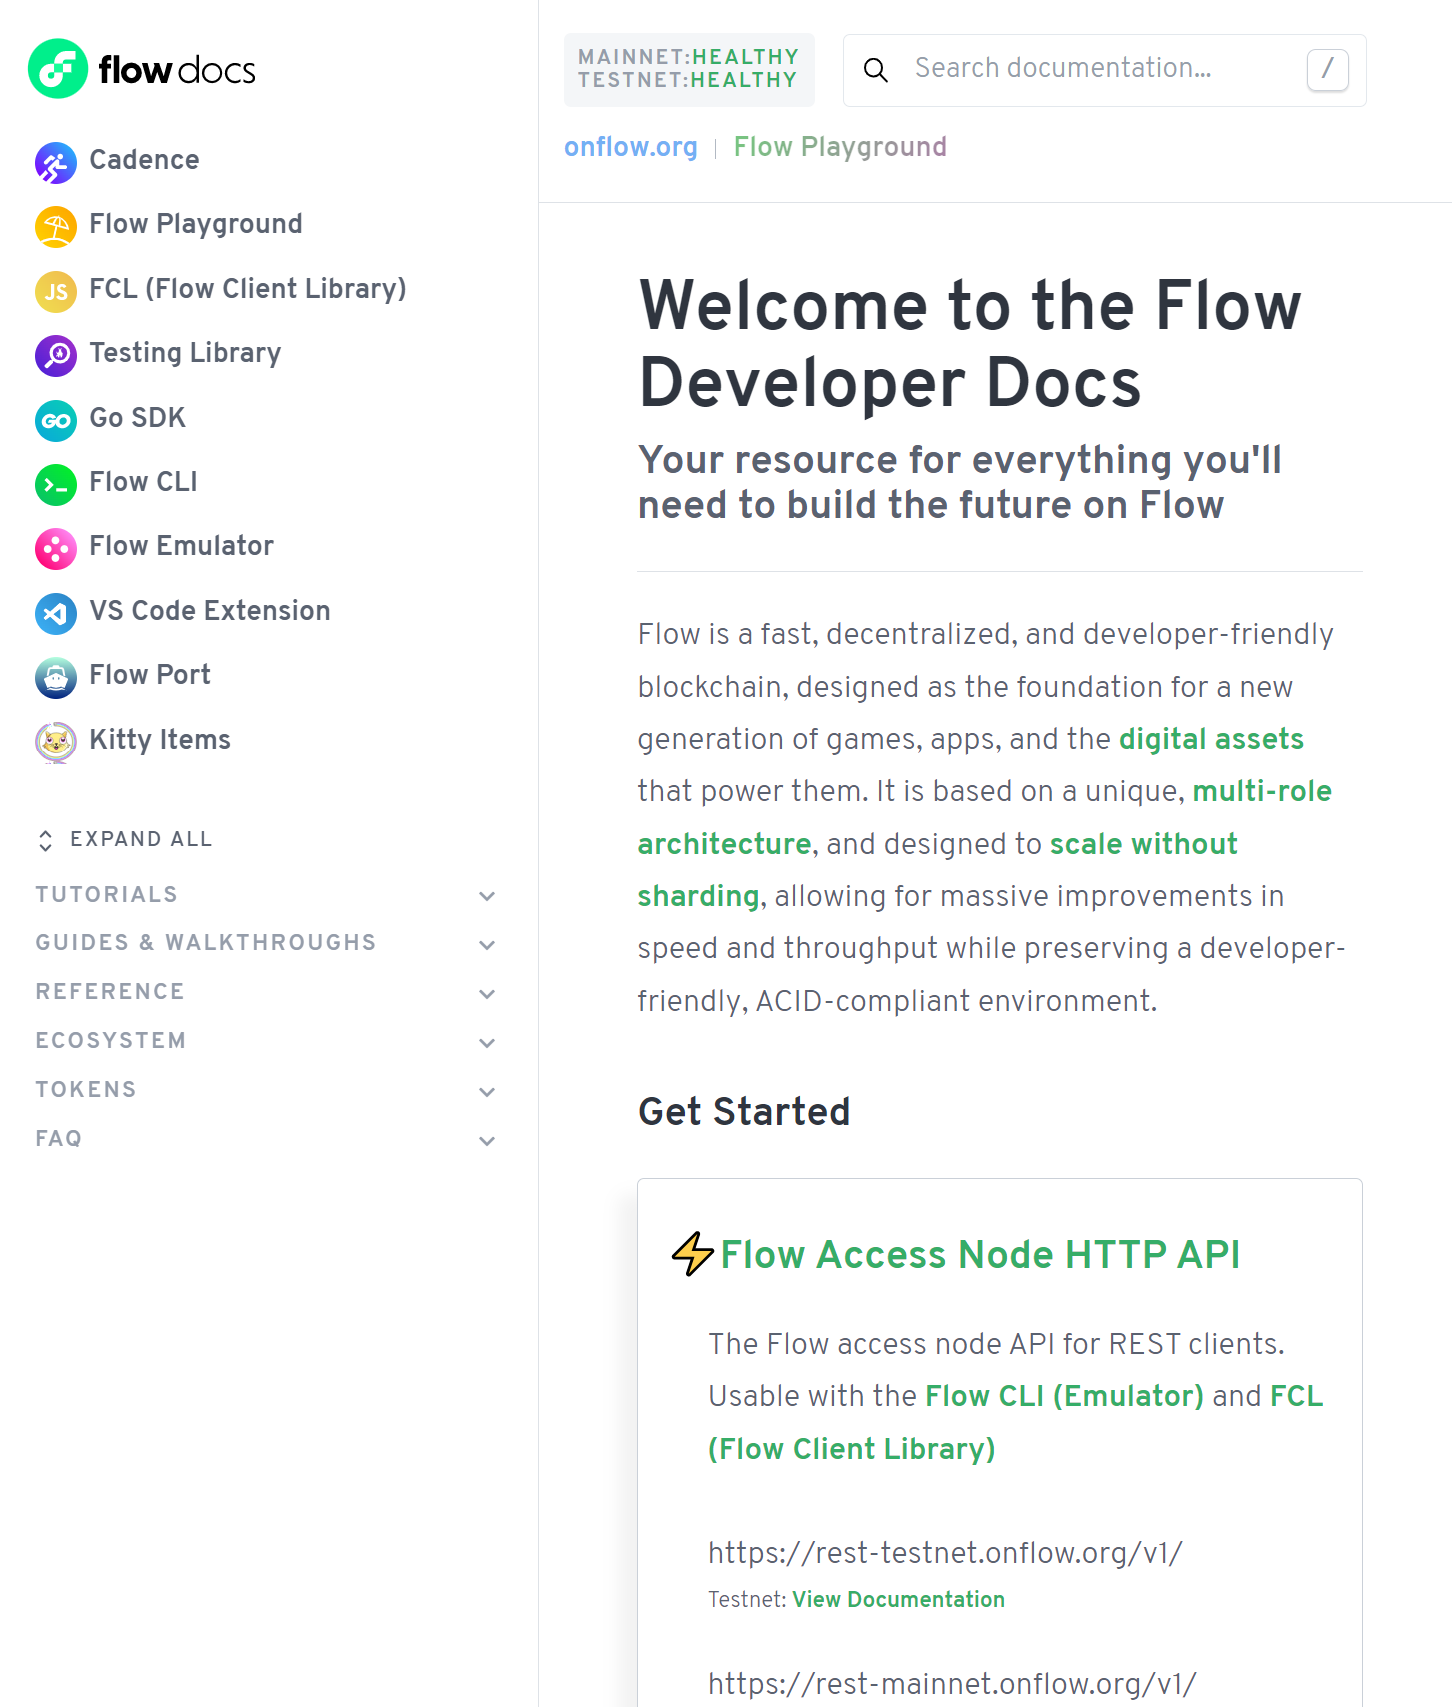 flow docs
Cadence
Flow Playground
JS
FCL (Flow Client Library)
Testing Library
GO
Go SDK
Flow CLI
Flow Emulator
VS Code Extension
Flow Port
Kitty Items
EXPAND ALL
TUTORIALS
GUIDES & WALKTHROUGHS
REFERENCE
ECOSYSTEM
TOKENS
FAQ
MAINNET:HEALTHY
TESTNET:HEALTHY
Search documentation...
/
onflow.org | Flow Playground
Welcome to the Flow
Developer Docs
Your resource for everything you'll
need to build the future on Flow
Flow is a fast, decentralized, and developer-friendly
blockchain, designed as the foundation for a new
generation of games, apps, and the digital assets
that power them. It is based on a unique, multi-role
architecture, and designed to scale without
sharding, allowing for massive improvements in
speed and throughput while preserving a developer-
friendly, ACID-compliant environment.
Get Started
Flow Access Node HTTP API
The Flow access node API for REST clients.
Usable with the Flow CLI (Emulator) and FCL
(Flow Client Library)
https://rest-testnet.onflow.org/v1/
Testnet: View Documentation
https://rest-mainnet.onflow.org/v1/